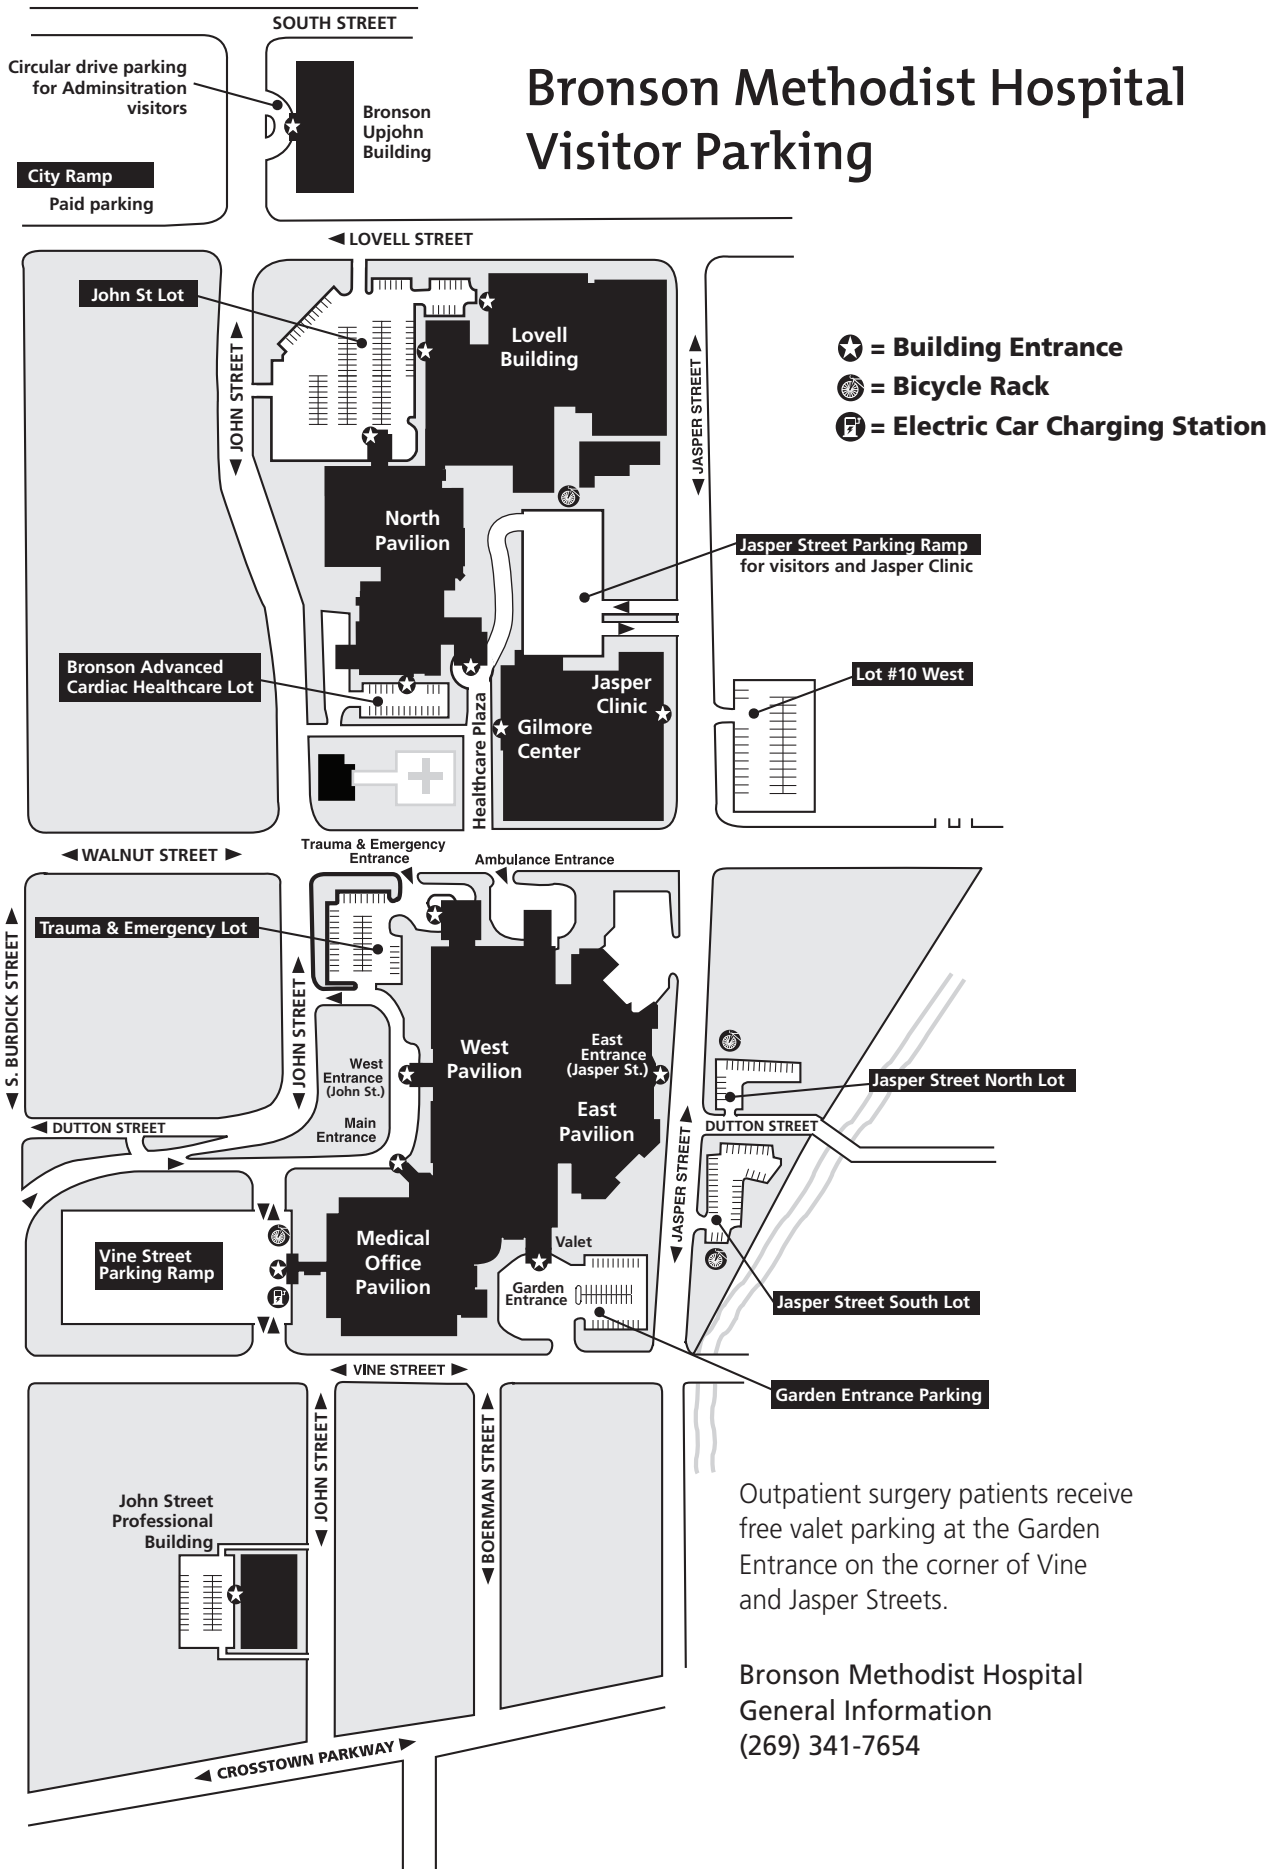 SOUTH STREET
Circular drive parking
for Adminsitration
visitors
Bronson
Upjohn
Building
Bronson Methodist Hospital
Visitor Parking
City Ramp
Paid parking
LOVELL STREET
John St Lot
Lovell
Building
JOHN STREET
JASPER STREET
= Building Entrance
= Bicycle Rack
= Electric Car Charging Station
North
Pavilion
Jasper Street Parking Ramp
for visitors and Jasper Clinic
Bronson Advanced
Cardiac Healthcare Lot
Jasper
Clinic
Lot #10 West
Gilmore
Center
Healthcare Plaza
WALNUT STREET
Trauma & Emergency
Entrance
Ambulance Entrance
Trauma & Emergency Lot
S. BURDICK STREET
JOHN STREET
West
Pavilion
East
Entrance
(Jasper St.)
West
Entrance
(John St.)
Main
Entrance
East
Pavilion
Jasper Street North Lot
DUTTON STREET
DUTTON STREET
JASPER STREET
Vine Street
Parking Ramp
Medical
Office
Pavilion
Valet
Garden
Entrance
Jasper Street South Lot
VINE STREET
Garden Entrance Parking
JOHN STREET
BOERMAN STREET
John Street
Professional
Building
Outpatient surgery patients receive
free valet parking at the Garden
Entrance on the corner of Vine
and Jasper Streets.
Bronson Methodist Hospital
General Information
(269) 341-7654
CROSSTOWN PARKWAY